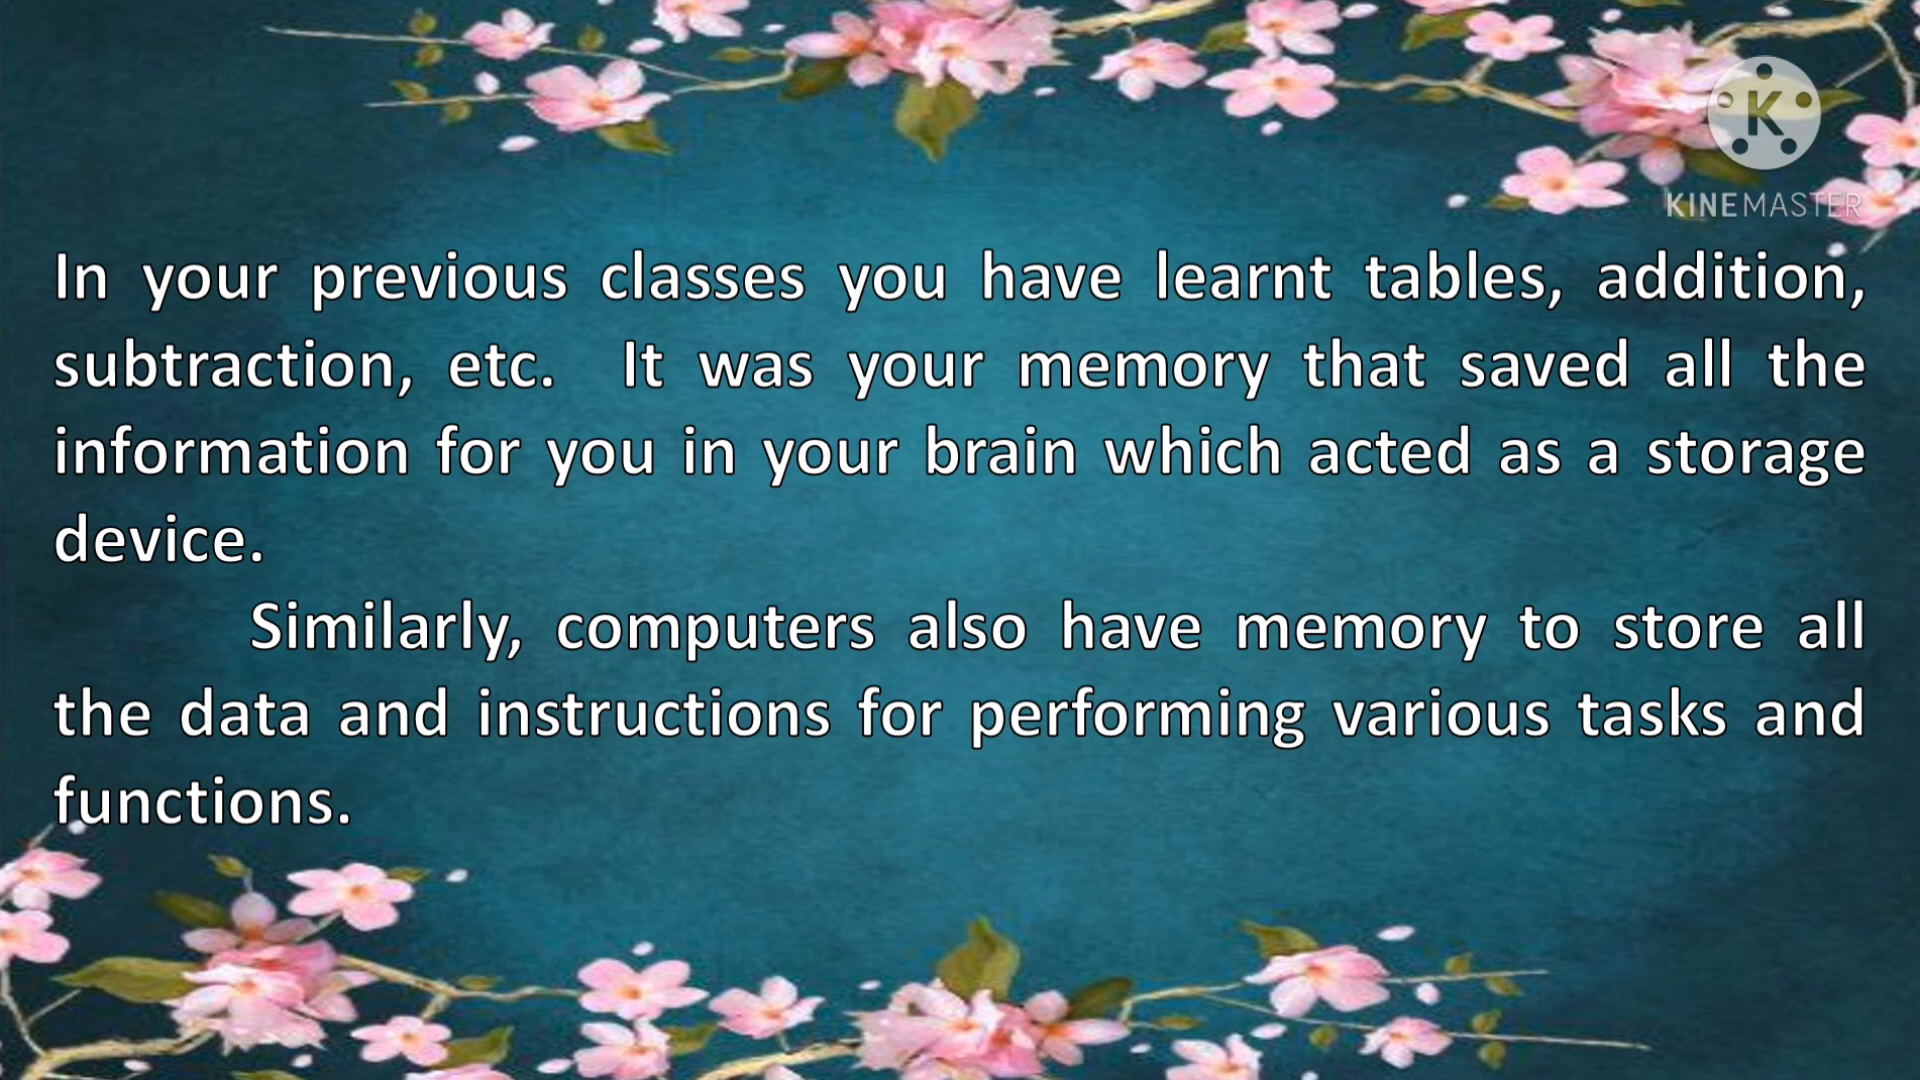 K
KINEMASTER
In your previous classes you have learnt tables, addition,
subtraction, etc. It was your memory that saved all the
information for you in your brain which acted as a storage
device.
Similarly, computers also have memory to store all
the data and instructions for performing various tasks and
functions.